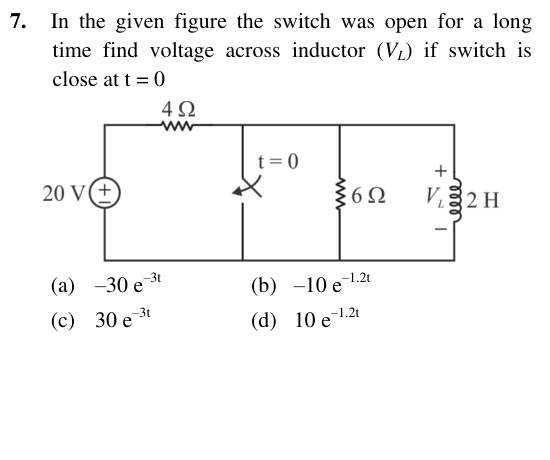 7. In the given figure the switch was open for a long
time find voltage across inductor (V_L) if switch is
close at t = 0
4 Ω
t = 0
20 V
+
−
6 Ω
+
V_L
2 H
−
(a) –30 e^–3t (b) –10 e^–1.2t
(c) 30 e^–3t (d) 10 e^–1.2t